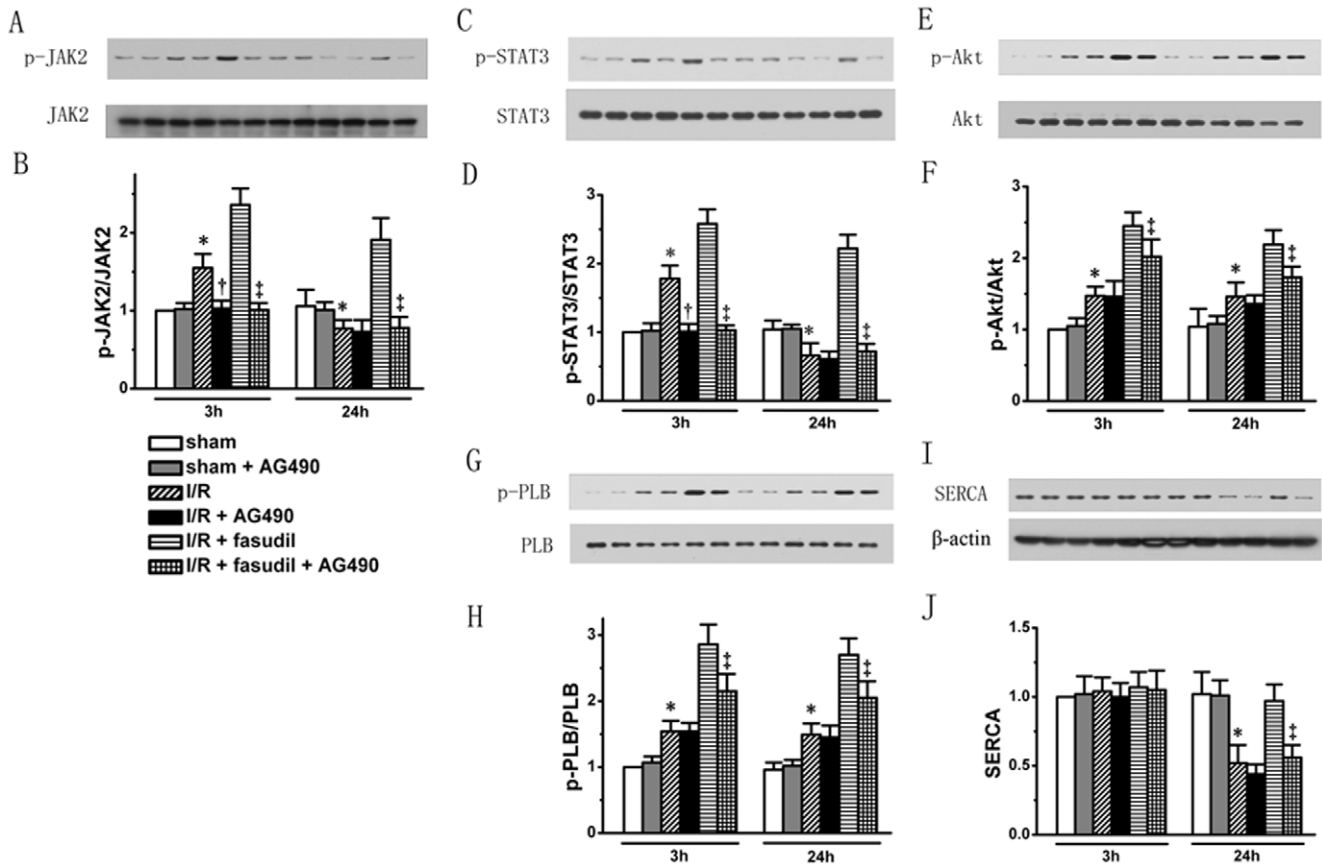 A
p-JAK2
JAK2
B
p-JAK2/JAK2
2
1
0
*
†
‡
*
‡
3h
24h
sham
sham + AG490
I/R
I/R + AG490
I/R + fasudil
I/R + fasudil + AG490
C
p-STAT3
STAT3
D
p-STAT3/STAT3
3
2
1
0
*
†
‡
*
‡
3h
24h
E
p-Akt
Akt
F
p-Akt/Akt
3
2
1
0
*
‡
*
‡
3h
24h
G
p-PLB
PLB
H
p-PLB/PLB
3
2
1
0
*
‡
*
‡
3h
24h
I
SERCA
β-actin
J
SERCA
1.5
1.0
0.5
0.0
*
‡
3h
24h